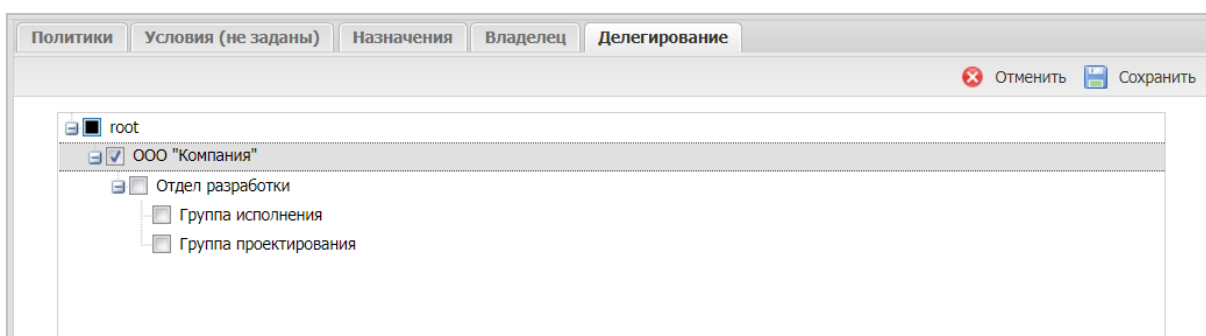 Политики Условия (не заданы) Назначения Владелец Делегирование
Отменить Сохранить
root
ООО "Компания"
Отдел разработки
Группа исполнения
Группа проектирования